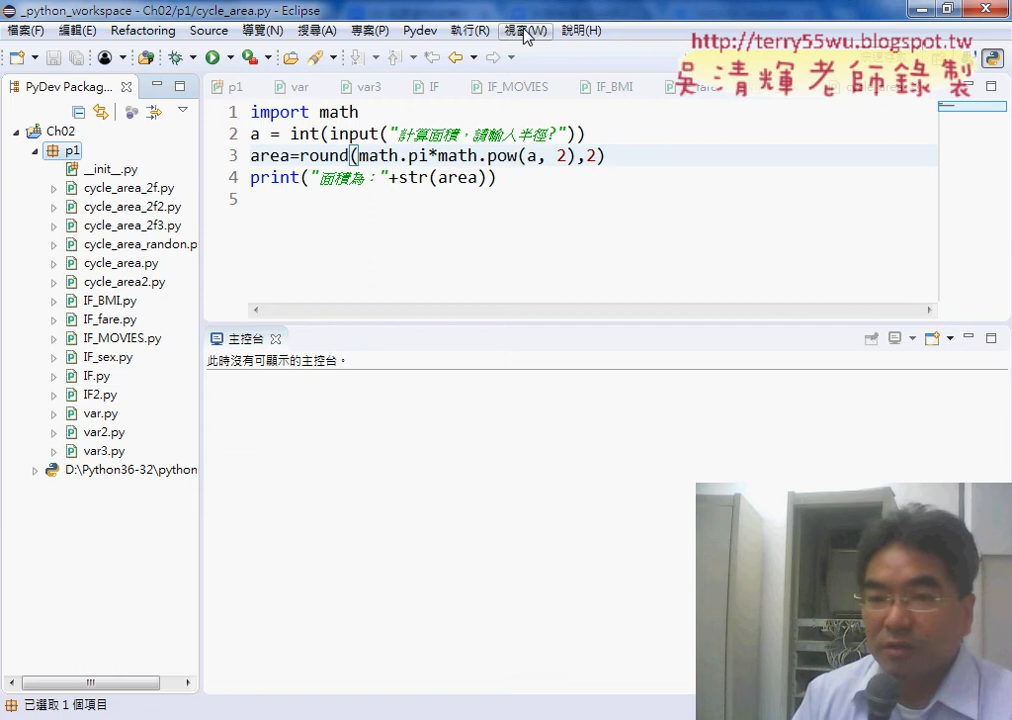 _python_workspace - Ch02/p1/cycle_area.py - Eclipse
檔案(F) 編輯(E) Refactoring Source 導覽(N) 搜尋(A) 專案(P) Pydev 執行(R) 視窗(W) 說明(H)
http://terry55wu.blogspot.tw
吳清輝老師錄製
PyDev Packag...
p1 var var3 IF IF_MOVIES IF_BMI
Ch02
p1
__init__.py
cycle_area_2f.py
cycle_area_2f2.py
cycle_area_2f3.py
cycle_area_randon.p
cycle_area.py
cycle_area2.py
IF_BMI.py
IF_fare.py
IF_MOVIES.py
IF_sex.py
IF.py
IF2.py
var.py
var2.py
var3.py
D:\Python36-32\python
1 import math
2 a = int(input("計算面積，請輸入半徑?"))
3 area=round(math.pi*math.pow(a, 2),2)
4 print("面積為："+str(area))
5
主控台
此時沒有可顯示的主控台。
已選取 1 個項目